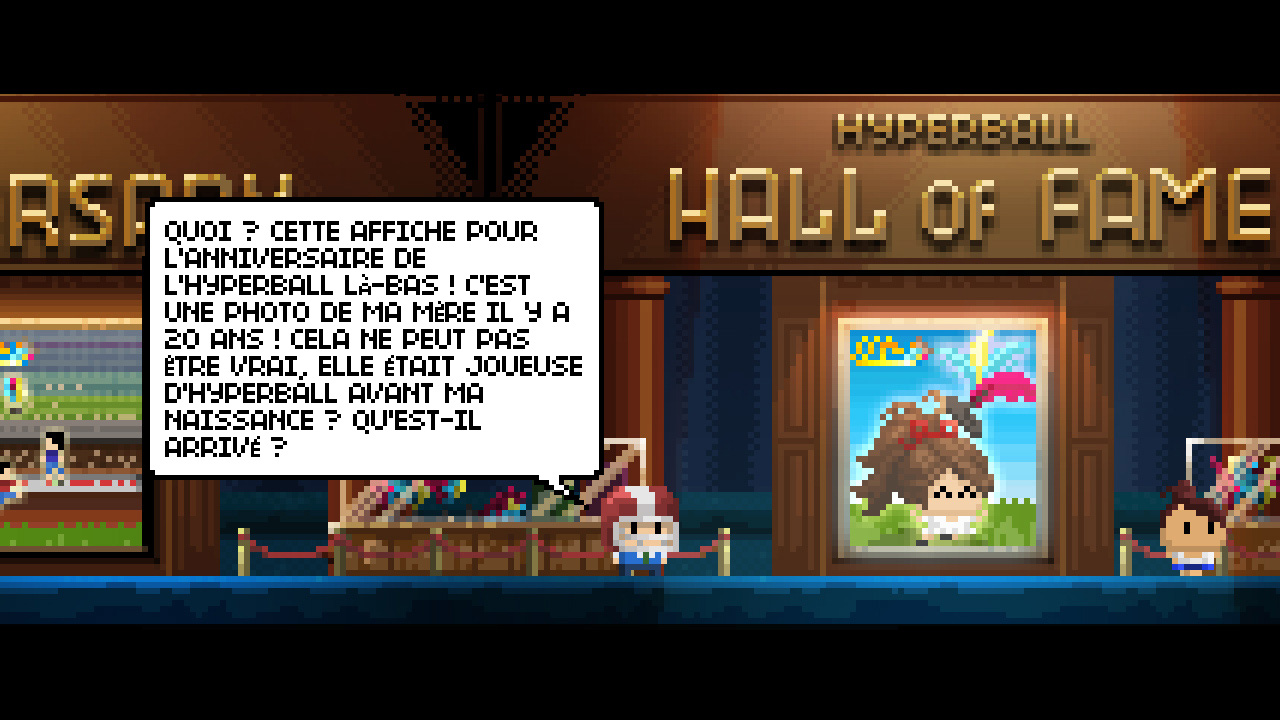 HYPERBALL
HALL OF FAME
QUOI ? CETTE AFFICHE POUR
L'ANNIVERSAIRE DE
L'HYPERBALL LÀ-BAS ! C'EST
UNE PHOTO DE MA MÈRE IL Y A
20 ANS ! CELA NE PEUT PAS
ÊTRE VRAI, ELLE ÉTAIT JOUEUSE
D'HYPERBALL AVANT MA
NAISSANCE ? QU'EST-IL
ARRIVÉ ?